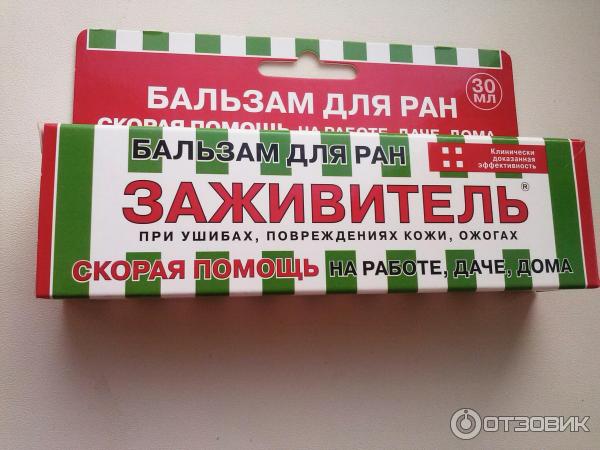 30
МЛ
БАЛЬЗАМ ДЛЯ РАН
СКОРАЯ ПОМОЩЬ НА РАБОТЕ, ДАЧЕ, ДОМА
БАЛЬЗАМ ДЛЯ РАН
Клинически
доказанная
эффективность
ЗАЖИВИТЕЛЬ®
ПРИ УШИБАХ, ПОВРЕЖДЕНИЯХ КОЖИ, ОЖОГАХ
СКОРАЯ ПОМОЩЬ НА РАБОТЕ, ДАЧЕ, ДОМА
ОТЗОВИК